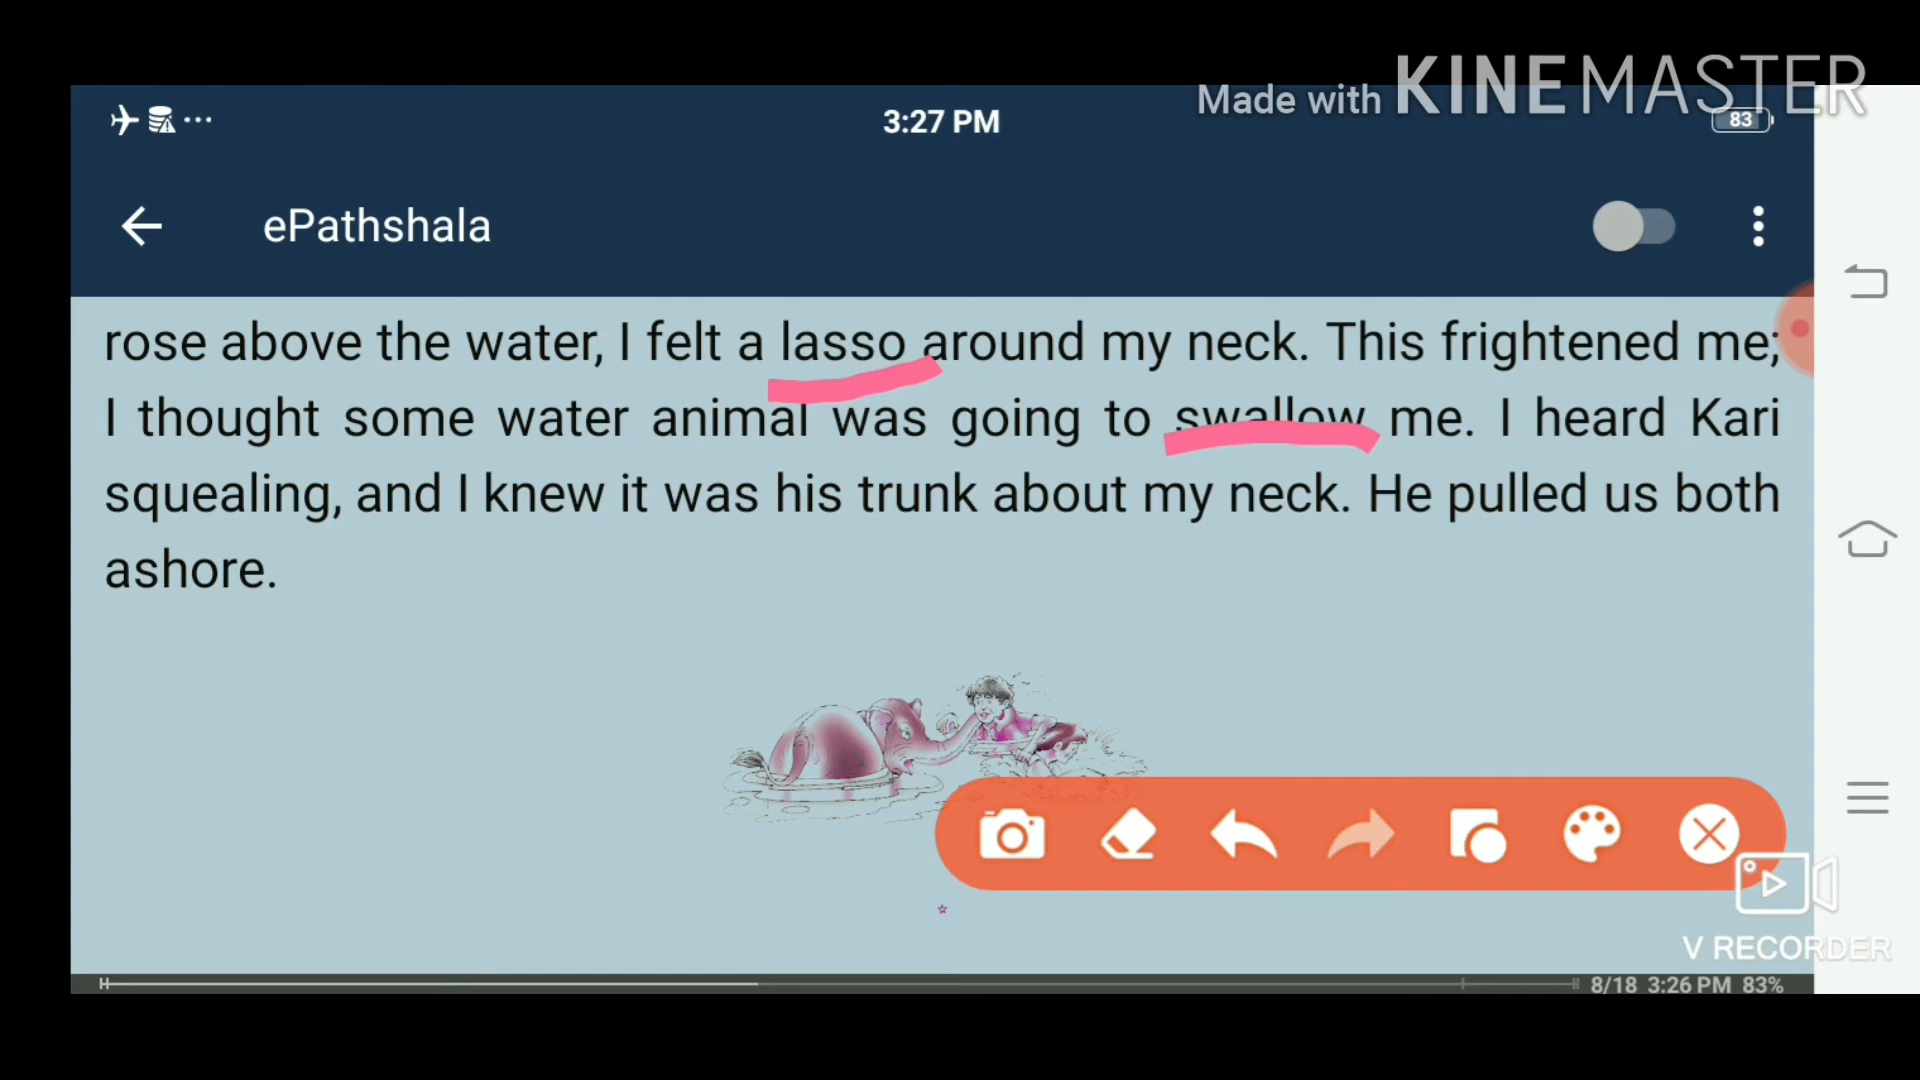 Made with KINEMASTER
3:27 PM
83
ePathshala
rose above the water, I felt a lasso around my neck. This frightened me;
I thought some water animal was going to swallow me. I heard Kari
squealing, and I knew it was his trunk about my neck. He pulled us both
ashore.
V RECORDER
8/18 3:26 PM 83%